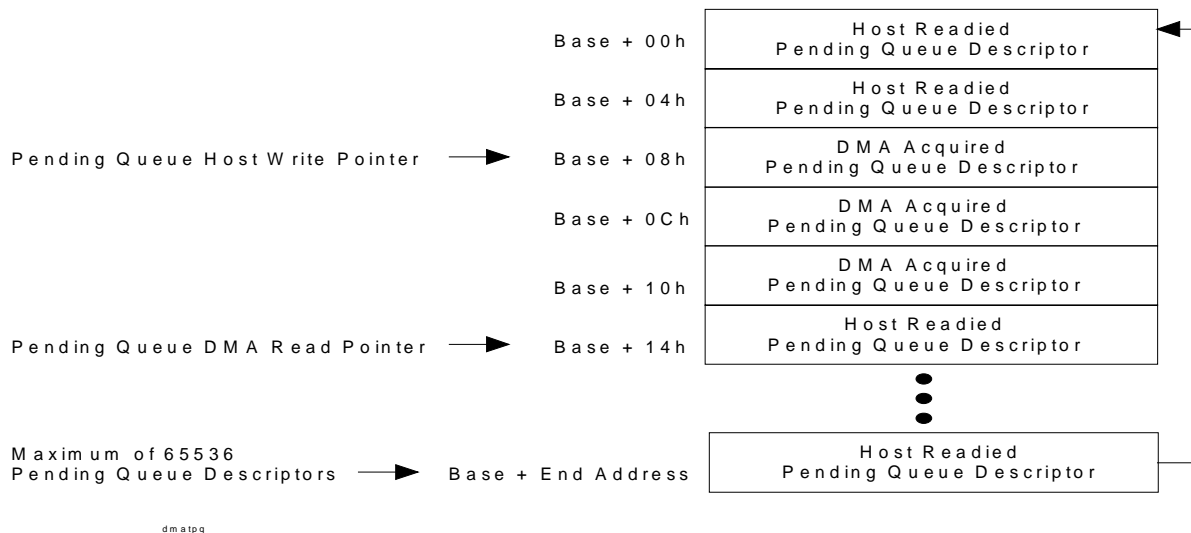 Base + 00h
Host Readied
Pending Queue Descriptor
Base + 04h
Host Readied
Pending Queue Descriptor
Pending Queue Host Write Pointer
Base + 08h
DMA Acquired
Pending Queue Descriptor
Base + 0Ch
DMA Acquired
Pending Queue Descriptor
Base + 10h
DMA Acquired
Pending Queue Descriptor
Pending Queue DMA Read Pointer
Base + 14h
Host Readied
Pending Queue Descriptor
Maximum of 65536
Pending Queue Descriptors
Base + End Address
Host Readied
Pending Queue Descriptor
dmatpq